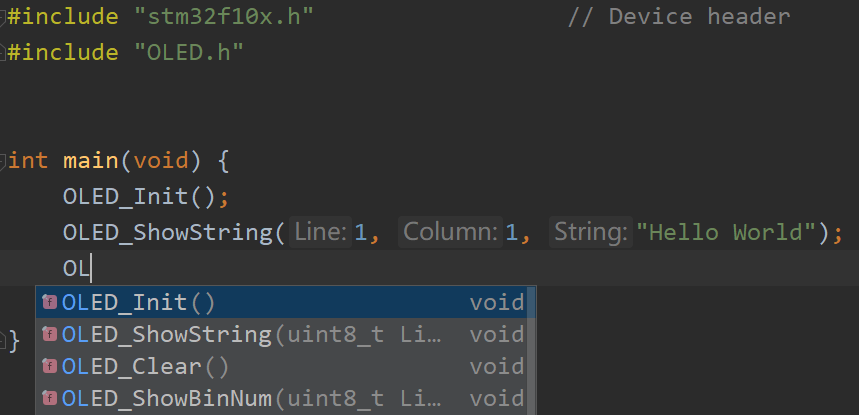 #include "stm32f10x.h" // Device header
#include "OLED.h"
int main(void) {
OLED_Init();
OLED_ShowString( Line: 1, Column: 1, String: "Hello World");
OL
f OLED_Init() void
f OLED_ShowString(uint8_t Li… void
f OLED_Clear() void
f OLED_ShowBinNum(uint8_t Li… void
}